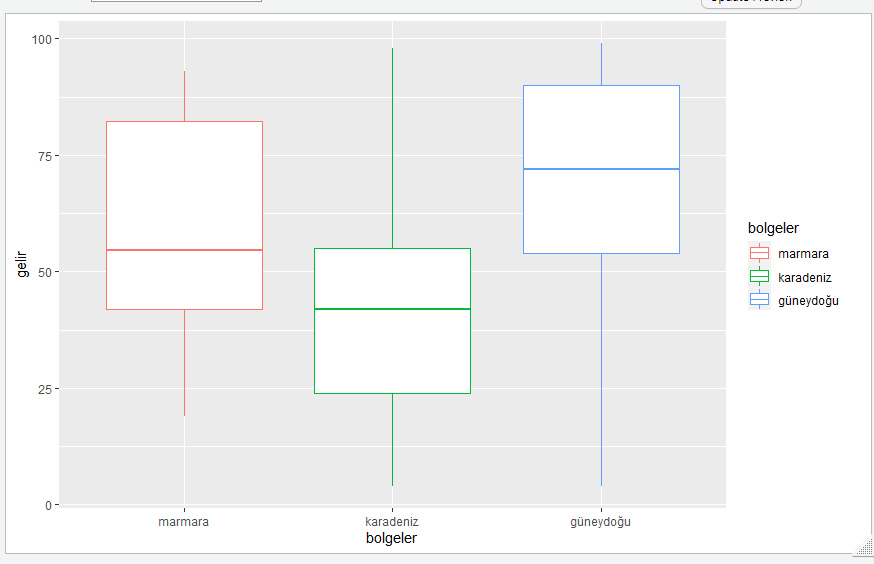 100
75
50
25
0
gelir
marmara karadeniz güneydoğu
bolgeler
bolgeler
marmara
karadeniz
güneydoğu